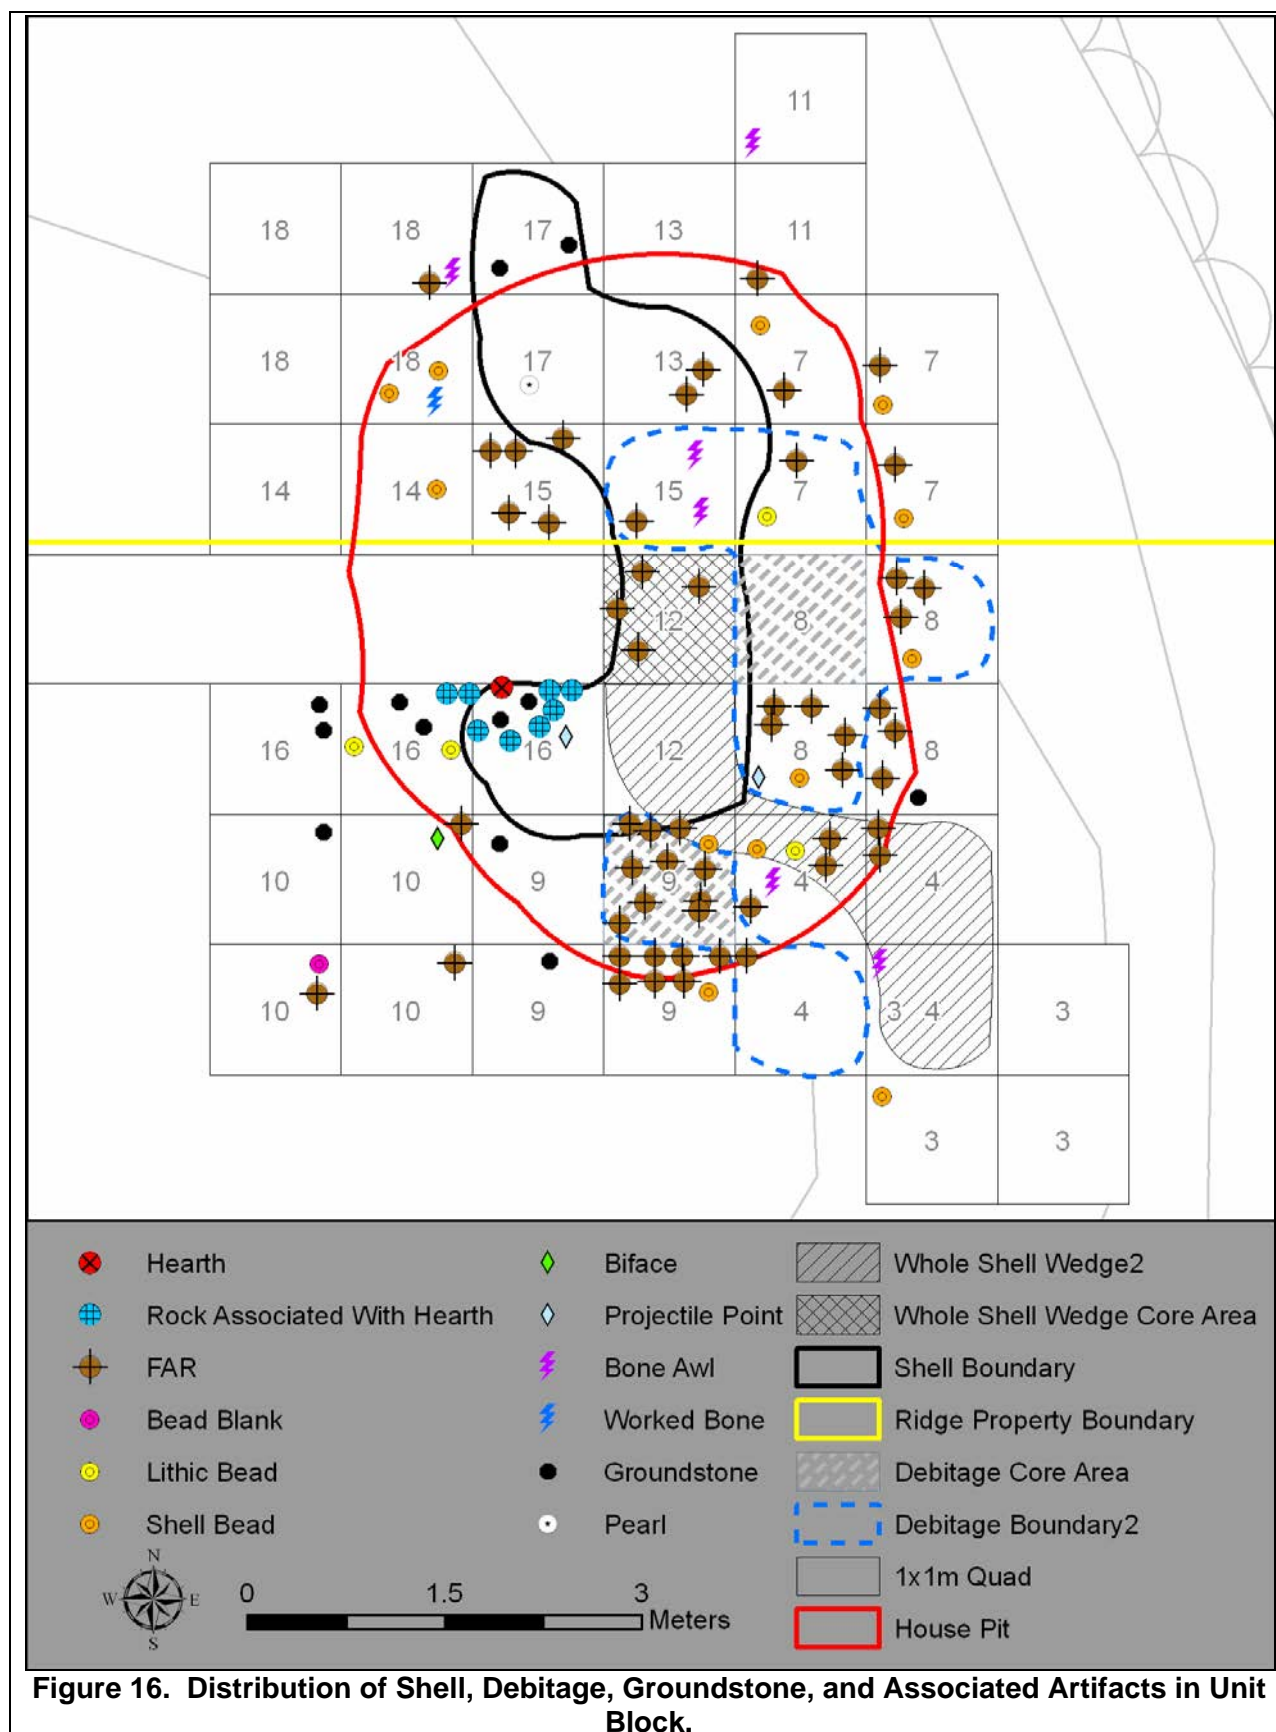 11
18 18 17 13 11
18 18 17 13 7 7
14 14 15 15 7 7
12 8 8
16 16 16 12 8 8
10 10 9 9 4 4
10 10 9 9 4 3 4 3
3 3
Hearth
Rock Associated With Hearth
FAR
Bead Blank
Lithic Bead
Shell Bead
Biface
Projectile Point
Bone Awl
Worked Bone
Groundstone
Pearl
Whole Shell Wedge2
Whole Shell Wedge Core Area
Shell Boundary
Ridge Property Boundary
Debitage Core Area
Debitage Boundary2
1x1m Quad
House Pit
N
W E
S
0 1.5 3
Meters
Figure 16. Distribution of Shell, Debitage, Groundstone, and Associated Artifacts in Unit
Block.